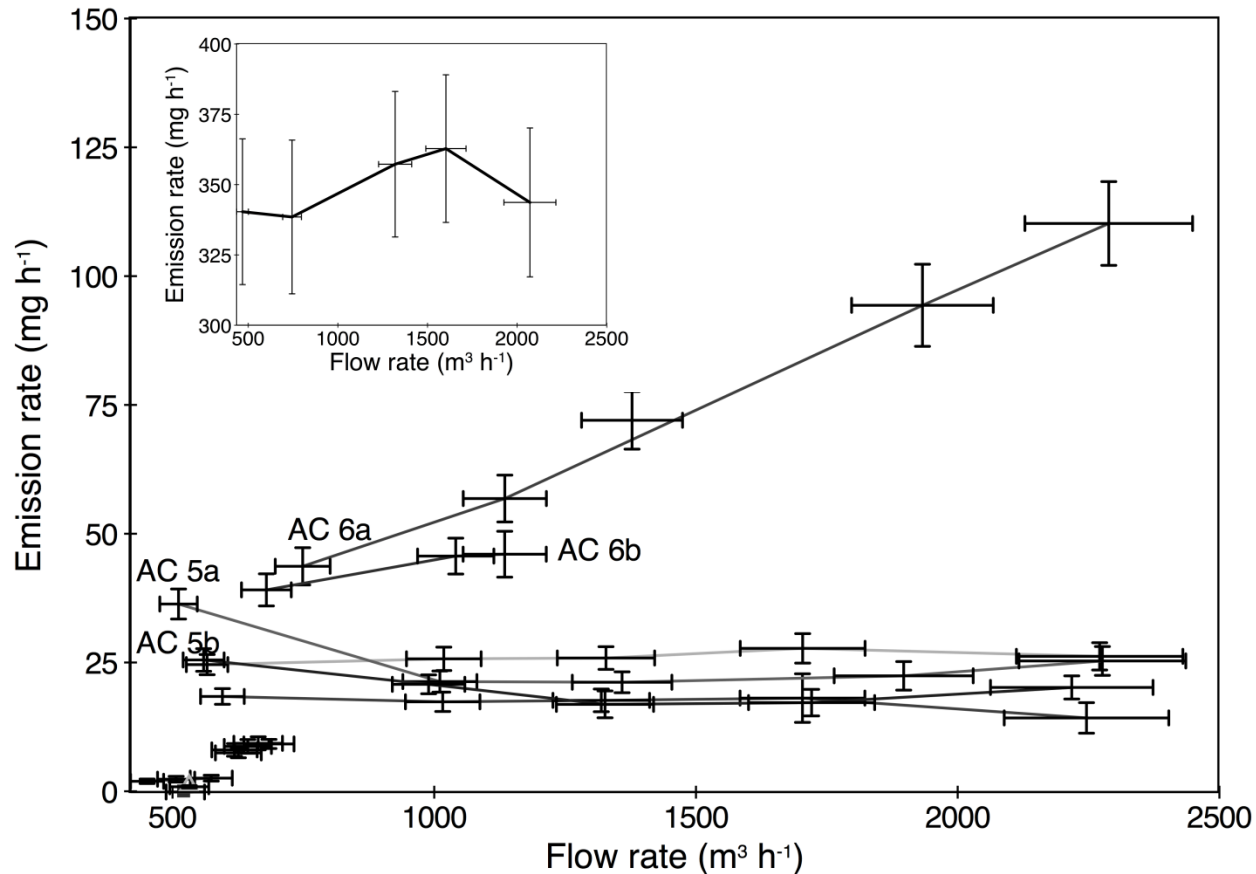 150
125
100
75
50
25
0
Emission rate (mg h⁻¹)
500
1000
1500
2000
2500
Flow rate (m³ h⁻¹)
400
375
350
325
300
Emission rate (mg h⁻¹)
500
1000
1500
2000
2500
Flow rate (m³ h⁻¹)
AC 6a
AC 6b
AC 5a
AC 5b